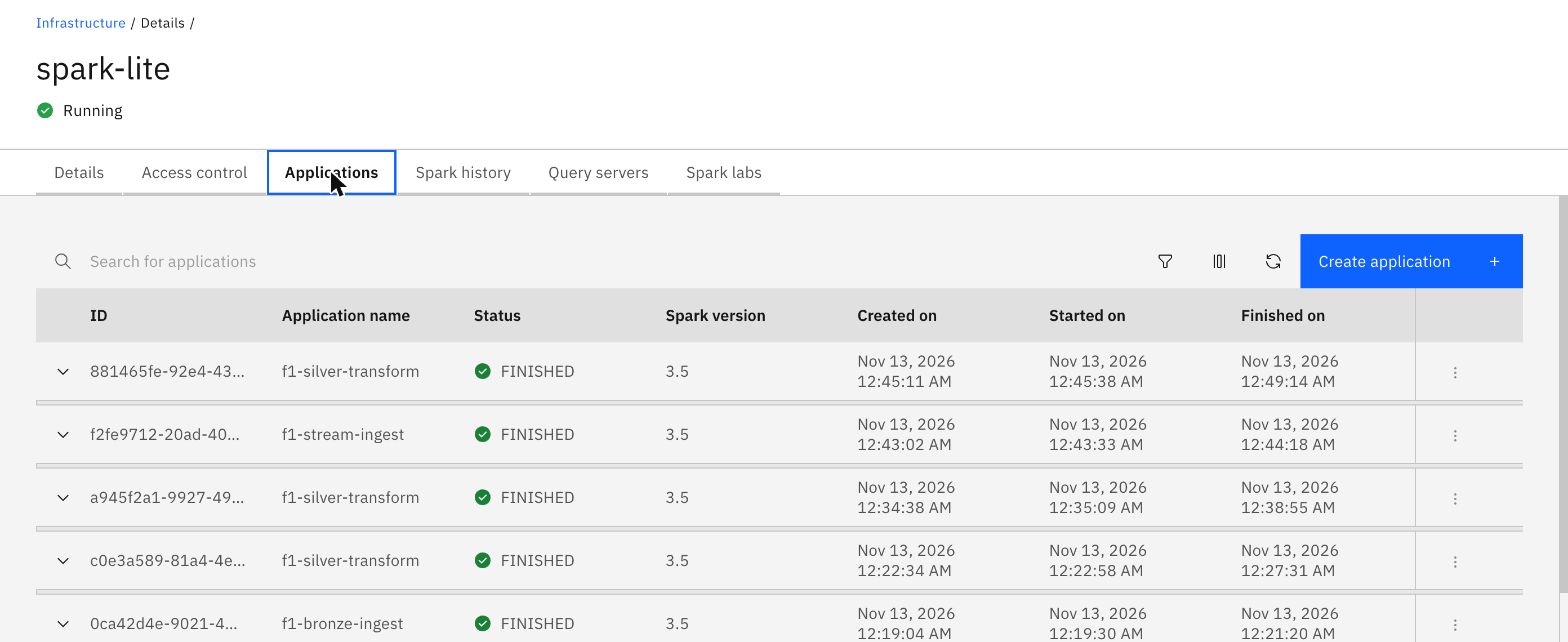 Infrastructure / Details /
spark-lite
Running
Details Access control Applications Spark history Query servers Spark labs
Search for applications Create application +
ID Application name Status Spark version Created on Started on Finished on
881465fe-92e4-43... f1-silver-transform FINISHED 3.5 Nov 13, 2026 12:45:11 AM Nov 13, 2026 12:45:38 AM Nov 13, 2026 12:49:14 AM
f2fe9712-20ad-40... f1-stream-ingest FINISHED 3.5 Nov 13, 2026 12:43:02 AM Nov 13, 2026 12:43:33 AM Nov 13, 2026 12:44:18 AM
a945f2a1-9927-49... f1-silver-transform FINISHED 3.5 Nov 13, 2026 12:34:38 AM Nov 13, 2026 12:35:09 AM Nov 13, 2026 12:38:55 AM
c0e3a589-81a4-4e... f1-silver-transform FINISHED 3.5 Nov 13, 2026 12:22:34 AM Nov 13, 2026 12:22:58 AM Nov 13, 2026 12:27:31 AM
0ca42d4e-9021-4... f1-bronze-ingest FINISHED 3.5 Nov 13, 2026 12:19:04 AM Nov 13, 2026 12:19:30 AM Nov 13, 2026 12:21:20 AM